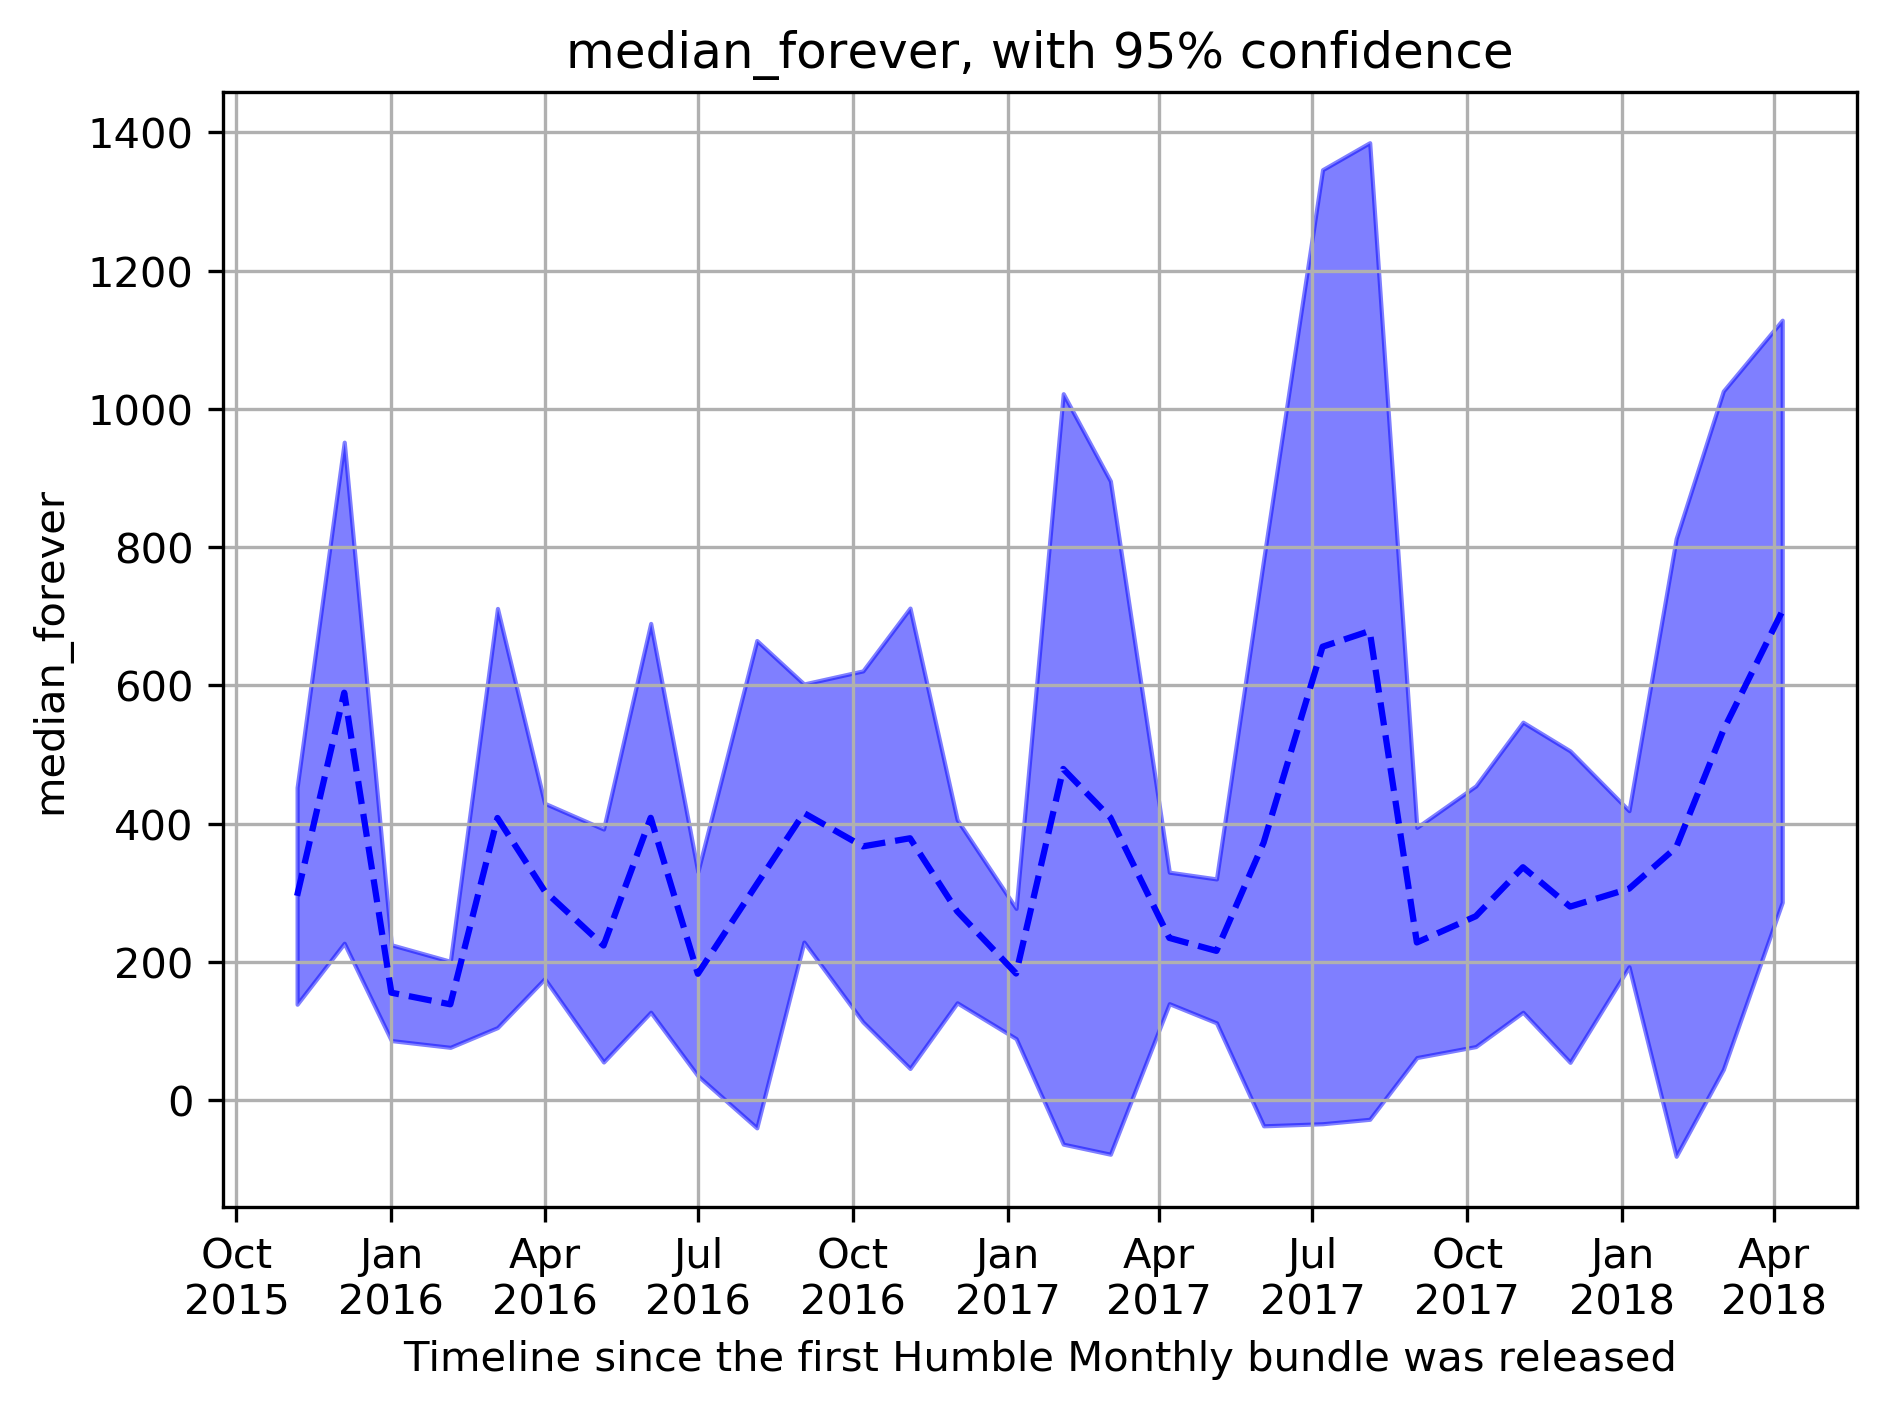 median_forever, with 95% confidence
1400
1200
1000
800
600
400
200
0
median_forever
Oct Jan Apr Jul Oct Jan Apr Jul Oct Jan Apr
2015 2016 2016 2016 2016 2017 2017 2017 2017 2018 2018
Timeline since the first Humble Monthly bundle was released